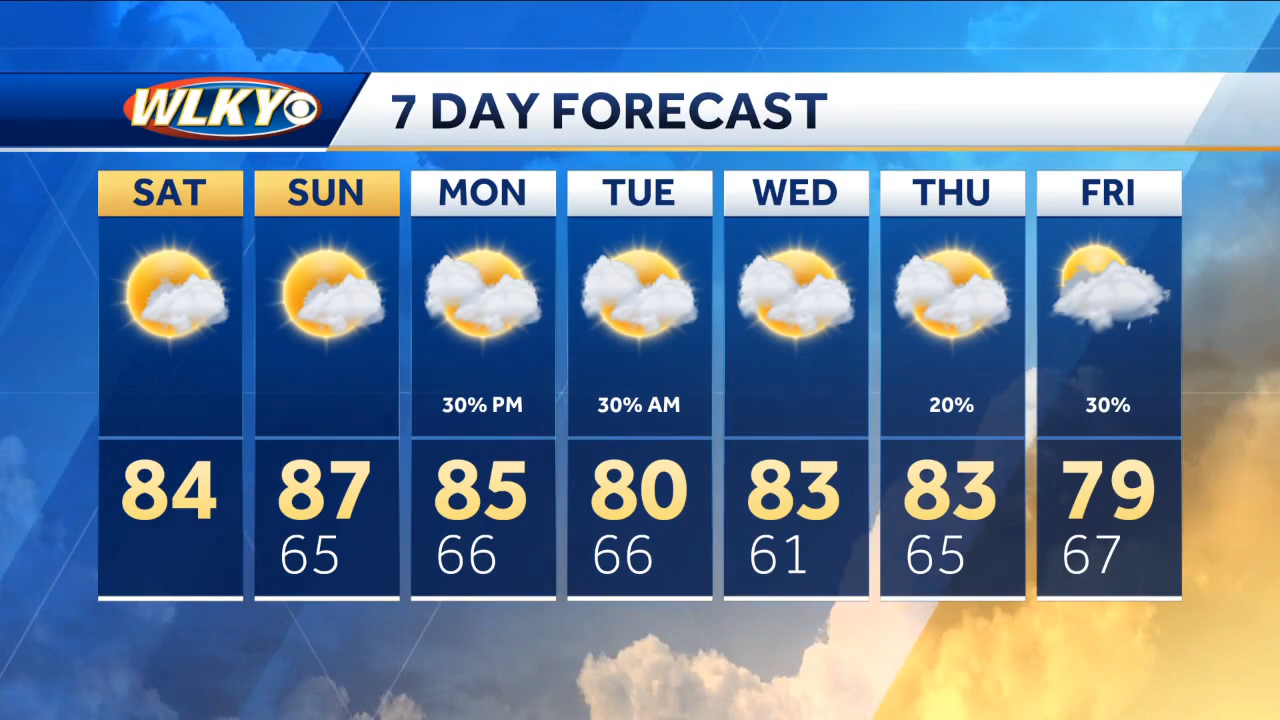 WLKY
7 DAY FORECAST
SAT SUN MON TUE WED THU FRI
30% PM 30% AM 20% 30%
84 87 85 80 83 83 79
65 66 66 61 65 67